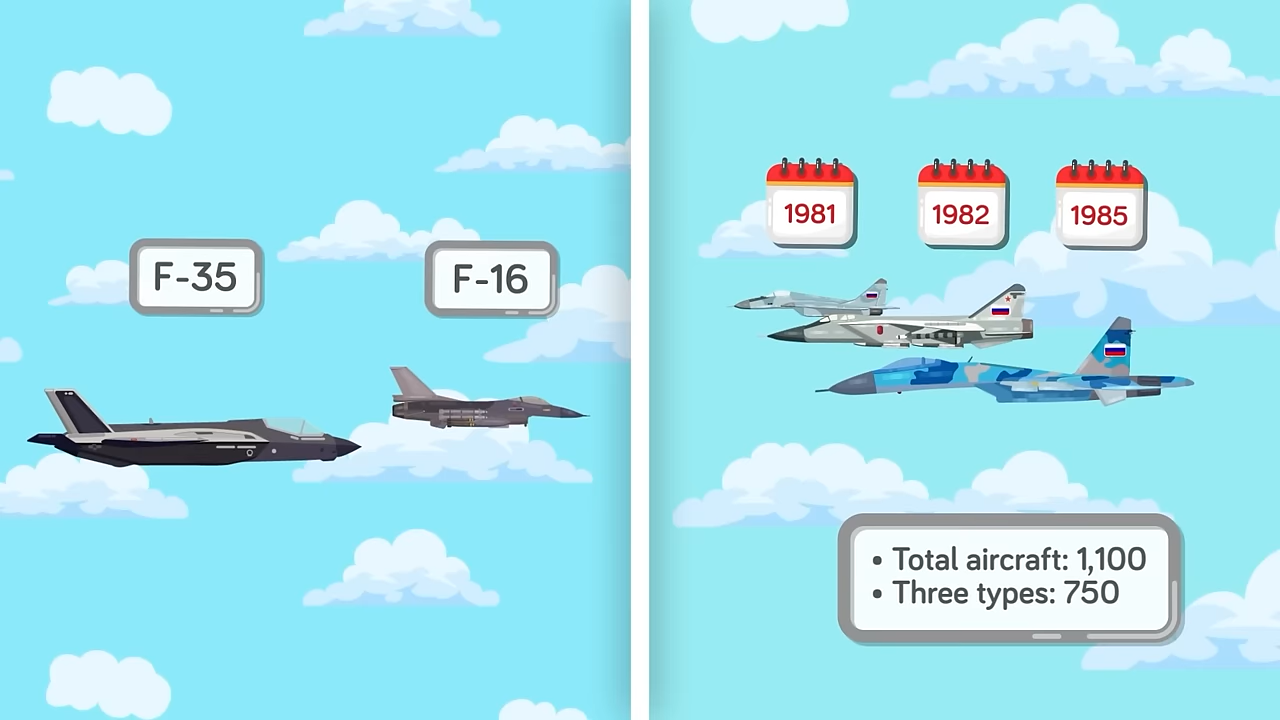 F-35
F-16
1981
1982
1985
• Total aircraft: 1,100
• Three types: 750